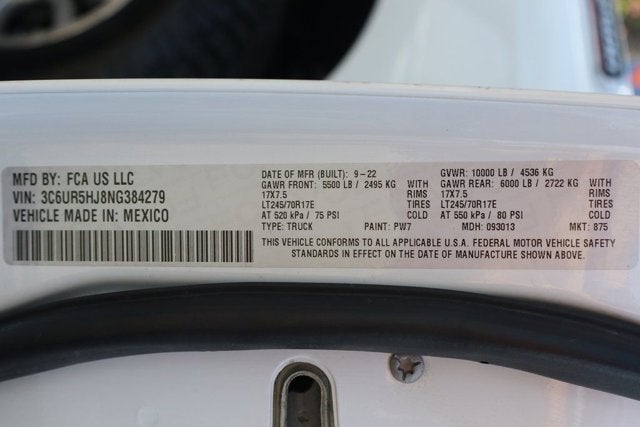 MFD BY: FCA US LLC
VIN: 3C6UR5HJ8NG384279
VEHICLE MADE IN: MEXICO
DATE OF MFR (BUILT): 9-22 GVWR: 10000 LB / 4536 KG
GAWR FRONT: 5500 LB / 2495 KG WITH GAWR REAR: 6000 LB / 2722 KG WITH
17X7.5 RIMS 17X7.5 RIMS
LT245/70R17E TIRES LT245/70R17E TIRES
AT 520 kPa / 75 PSI COLD AT 550 kPa / 80 PSI COLD
TYPE: TRUCK PAINT: PW7 MDH: 093013 MKT: 875
THIS VEHICLE CONFORMS TO ALL APPLICABLE U.S.A. FEDERAL MOTOR VEHICLE SAFETY
STANDARDS IN EFFECT ON THE DATE OF MANUFACTURE SHOWN ABOVE.